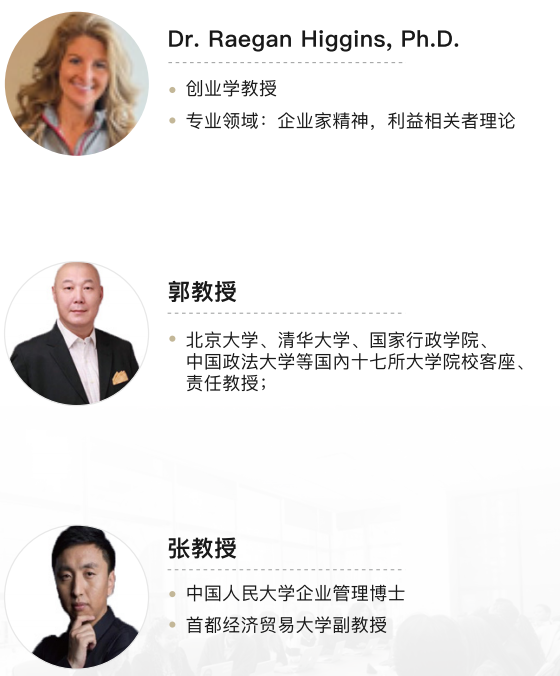 Dr. Raegan Higgins, Ph.D.
创业学教授
专业领域：企业家精神，利益相关者理论
郭教授
北京大学、清华大学、国家行政学院、
中国政法大学等国内十七所大学院校客座、
责任教授；
张教授
中国人民大学企业管理博士
首都经济贸易大学副教授